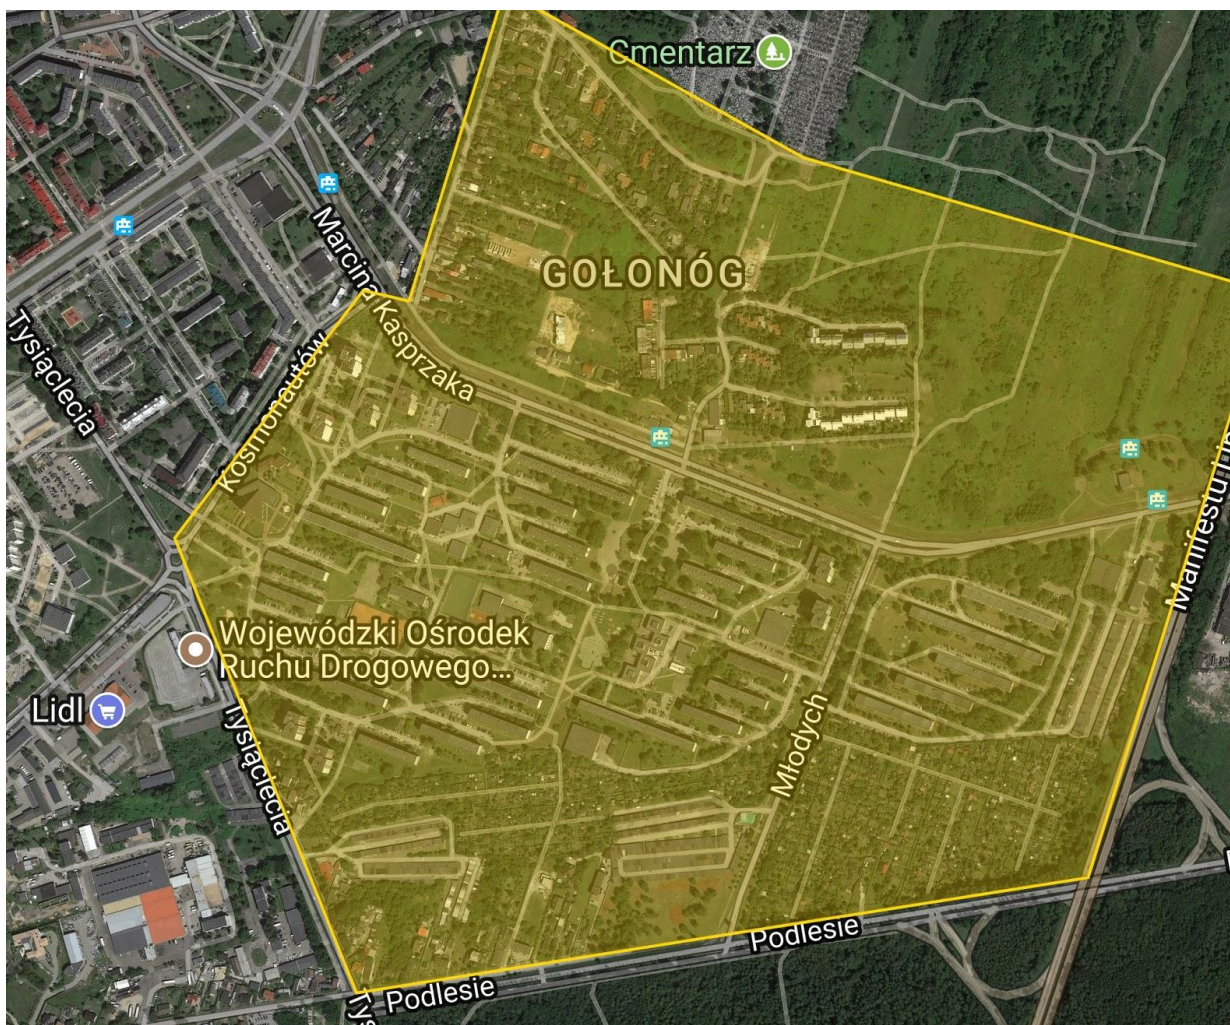 Cmentarz
Marcina Kasprzaka
GOŁONÓG
Tysiąclecia
Kosmonautów
Wojewódzki Ośrodek
Ruchu Drogowego...
Lidl
Tysiąclecia
Młodych
Podlesie
Podlesie